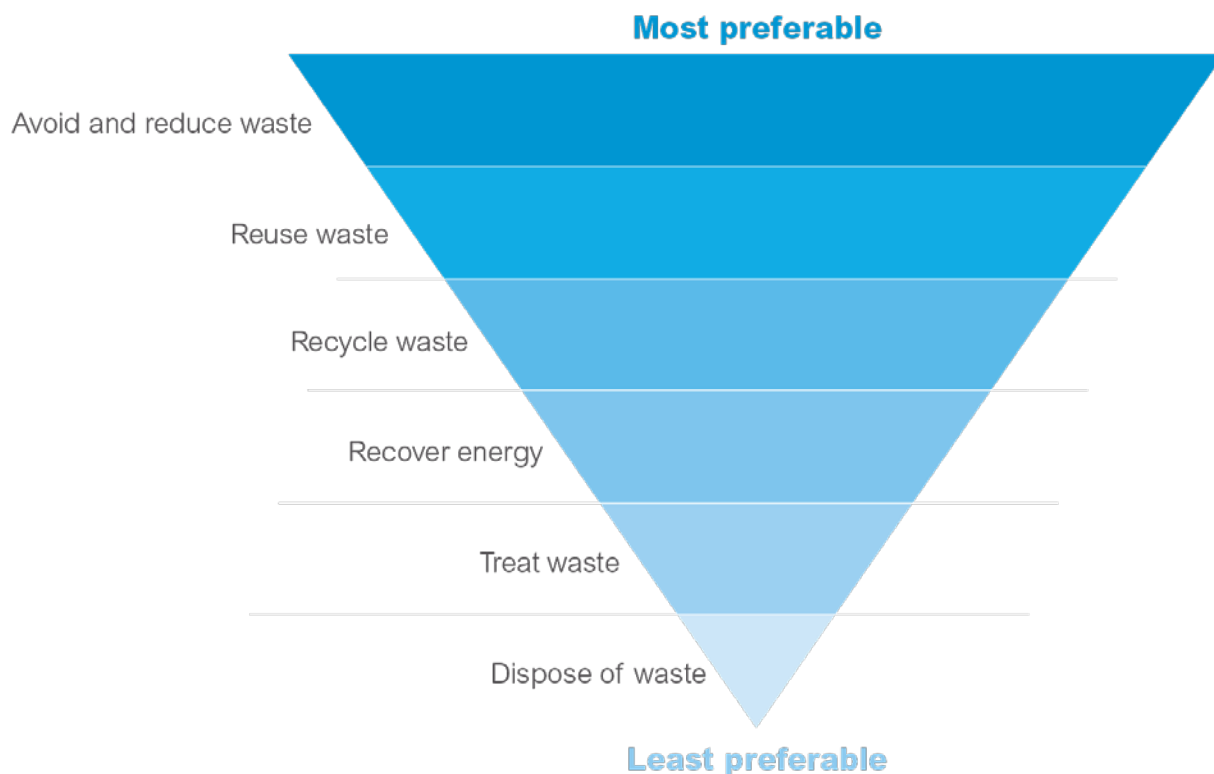 Most preferable
Avoid and reduce waste
Reuse waste
Recycle waste
Recover energy
Treat waste
Dispose of waste
Least preferable